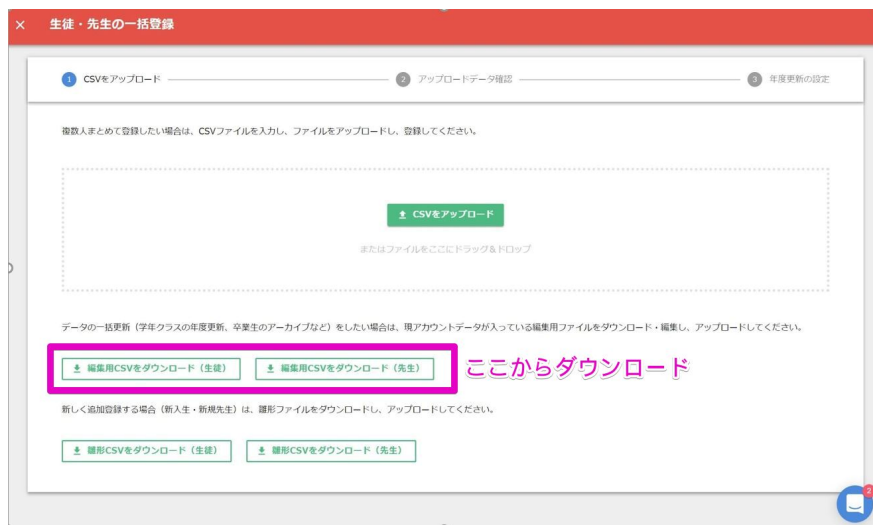 × 生徒・先生の一括登録
1 CSVをアップロード 2 アップロードデータ確認 3 年度更新の設定
複数人まとめて登録したい場合は、CSVファイルを入力し、ファイルをアップロードし、登録してください。
CSVをアップロード
またはファイルをここにドラッグ&ドロップ
データの一括更新（学年クラスの年度更新、卒業生のアーカイブなど）をしたい場合は、現アカウントデータが入っている編集用ファイルをダウンロード・編集し、アップロードしてください。
編集用CSVをダウンロード（生徒） 編集用CSVをダウンロード（先生） ここからダウンロード
新しく追加登録する場合（新入生・新規先生）は、雛形ファイルをダウンロードし、アップロードしてください。
雛形CSVをダウンロード（生徒） 雛形CSVをダウンロード（先生）
2